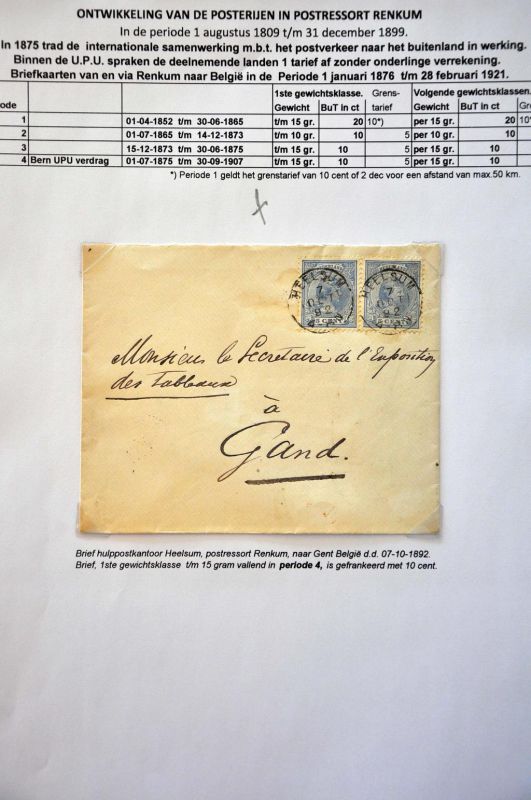 ONTWIKKELING VAN DE POSTERIJEN IN POSTRESSORT RENKUM
In de periode 1 augustus 1809 t/m 31 december 1899.
In 1875 trad de internationale samenwerking m.b.t. het postverkeer naar het buitenland in werking.
Binnen de U.P.U. spraken de deelnemende landen 1 tarief af zonder onderlinge verrekening.
Briefkaarten van en via Renkum naar België in de Periode 1 januari 1876 t/m 28 februari 1921.
1ste gewichtsklasse. Grens- Volgende gewichtsklassen.
ode Gewicht BuT in ct tarief Gewicht BuT in ct
1 01-04-1852 t/m 30-06-1865 t/m 15 gr. 20 10*) per 15 gr. 20 10
2 01-07-1865 t/m 14-12-1873 t/m 10 gr. 10 5 per 10 gr. 10
3 15-12-1873 t/m 30-06-1875 t/m 15 gr. 10 5 per 15 gr. 10
4 Bern UPU verdrag 01-07-1875 t/m 30-09-1907 t/m 15 gr. 10 5 per 15 gr. 10
*) Periode 1 geldt het grenstarief van 10 cent of 2 dec voor een afstand van max.50 km.
HEELSUM HEELSUM
7 7
OCT OCT
92 92
5 CENT 5 CENT
Monsieur le Secretaire de l'Exposition
des Tableaux
à
Gand.
Brief hulppostkantoor Heelsum, postressort Renkum, naar Gent België d.d. 07-10-1892.
Brief, 1ste gewichtsklasse t/m 15 gram vallend in periode 4, is gefrankeerd met 10 cent.